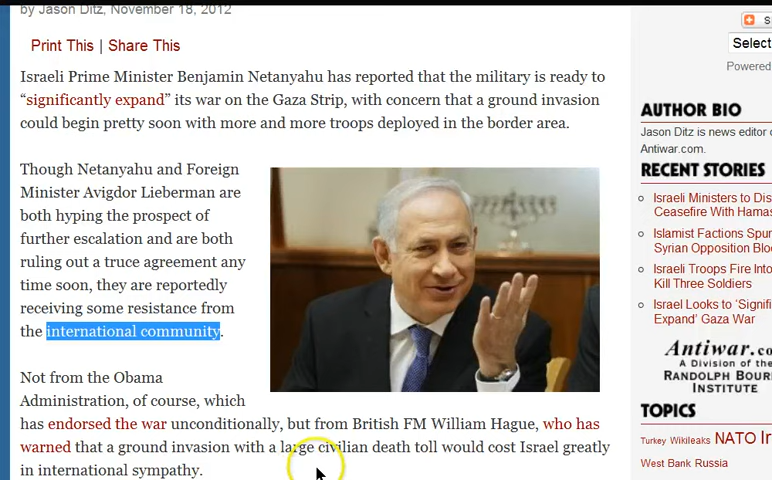 by Jason Ditz, November 18, 2012
Print This | Share This
Israeli Prime Minister Benjamin Netanyahu has reported that the military is ready to
“significantly expand” its war on the Gaza Strip, with concern that a ground invasion
could begin pretty soon with more and more troops deployed in the border area.
Though Netanyahu and Foreign
Minister Avigdor Lieberman are
both hyping the prospect of
further escalation and are both
ruling out a truce agreement any
time soon, they are reportedly
receiving some resistance from
the international community.
Not from the Obama
Administration, of course, which
has endorsed the war unconditionally, but from British FM William Hague, who has
warned that a ground invasion with a large civilian death toll would cost Israel greatly
in international sympathy.
S
Select
Powered
AUTHOR BIO
Jason Ditz is news editor
Antiwar.com.
RECENT STORIES
Israeli Ministers to Dis
Ceasefire With Hamas
Islamist Factions Spur
Syrian Opposition Blo
Israeli Troops Fire Into
Kill Three Soldiers
Israel Looks to ‘Signifi
Expand’ Gaza War
Antiwar.co
A Division of the
RANDOLPH BOUR
INSTITUTE
TOPICS
Turkey Wikileaks NATO Ir
West Bank Russia